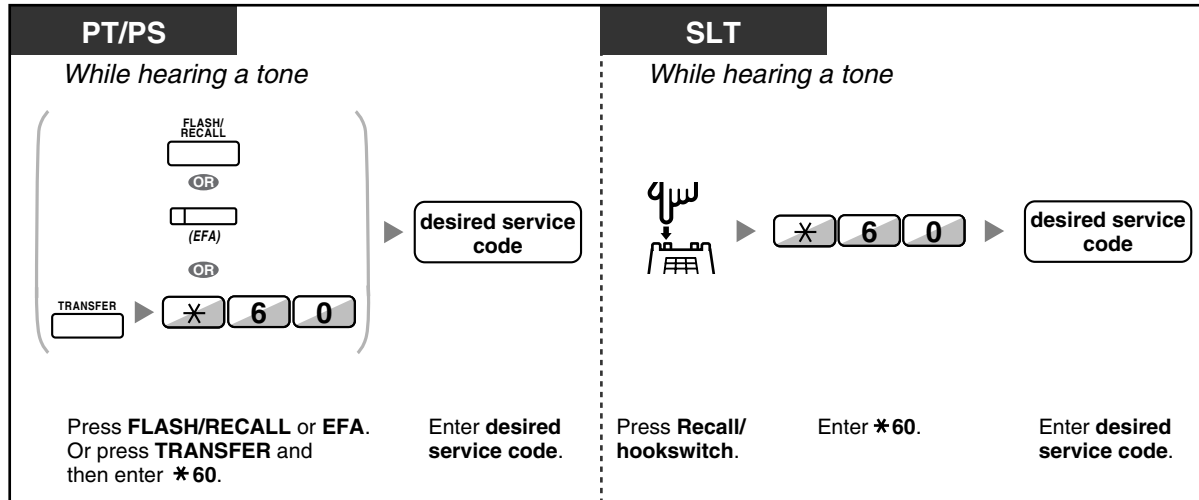 PT/PS
While hearing a tone
FLASH/
RECALL
OR
(EFA)
OR
TRANSFER
* 6 0
desired service
code
Press FLASH/RECALL or EFA.
Or press TRANSFER and
then enter *60.
Enter desired
service code.
SLT
While hearing a tone
* 6 0
desired service
code
Press Recall/
hookswitch.
Enter *60.
Enter desired
service code.